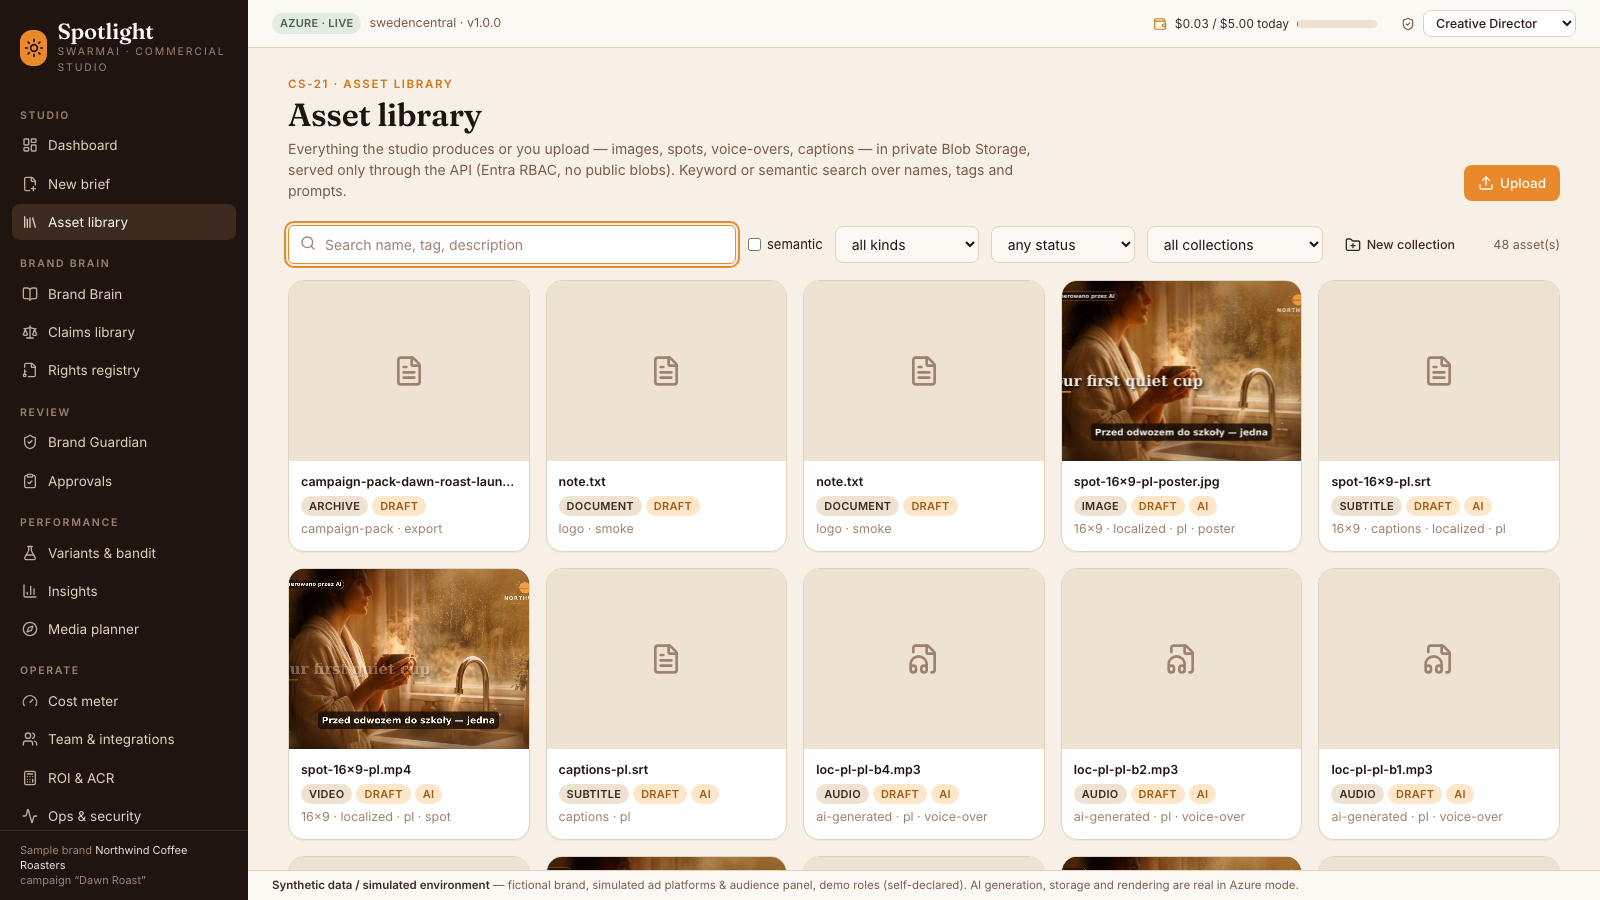 Spotlight
SWARMAI · COMMERCIAL
STUDIO
STUDIO
Dashboard
New brief
Asset library
BRAND BRAIN
Brand Brain
Claims library
Rights registry
REVIEW
Brand Guardian
Approvals
PERFORMANCE
Variants & bandit
Insights
Media planner
OPERATE
Cost meter
Team & integrations
ROI & ACR
Ops & security
Sample brand Northwind Coffee
Roasters
campaign “Dawn Roast”
AZURE · LIVE swedencentral · v1.0.0
$0.03 / $5.00 today
Creative Director
CS-21 · ASSET LIBRARY
Asset library
Everything the studio produces or you upload — images, spots, voice-overs, captions — in private Blob Storage,
served only through the API (Entra RBAC, no public blobs). Keyword or semantic search over names, tags and
prompts.
Upload
Search name, tag, description
semantic
all kinds
any status
all collections
New collection
48 asset(s)
campaign-pack-dawn-roast-laun...
ARCHIVE DRAFT
campaign-pack · export
note.txt
DOCUMENT DRAFT
logo · smoke
note.txt
DOCUMENT DRAFT
logo · smoke
erowano przez AI
NORTH
ur first quiet cup
Przed odwozem do szkoły — jedna
spot-16×9-pl-poster.jpg
IMAGE DRAFT AI
16×9 · localized · pl · poster
spot-16×9-pl.srt
SUBTITLE DRAFT AI
16×9 · captions · localized · pl
erowano przez AI
NORTH
ur first quiet cup
Przed odwozem do szkoły — jedna
spot-16×9-pl.mp4
VIDEO DRAFT AI
16×9 · localized · pl · spot
captions-pl.srt
SUBTITLE DRAFT AI
captions · pl
loc-pl-pl-b4.mp3
AUDIO DRAFT AI
ai-generated · pl · voice-over
loc-pl-pl-b2.mp3
AUDIO DRAFT AI
ai-generated · pl · voice-over
loc-pl-pl-b1.mp3
AUDIO DRAFT AI
ai-generated · pl · voice-over
Synthetic data / simulated environment — fictional brand, simulated ad platforms & audience panel, demo roles (self-declared). AI generation, storage and rendering are real in Azure mode.